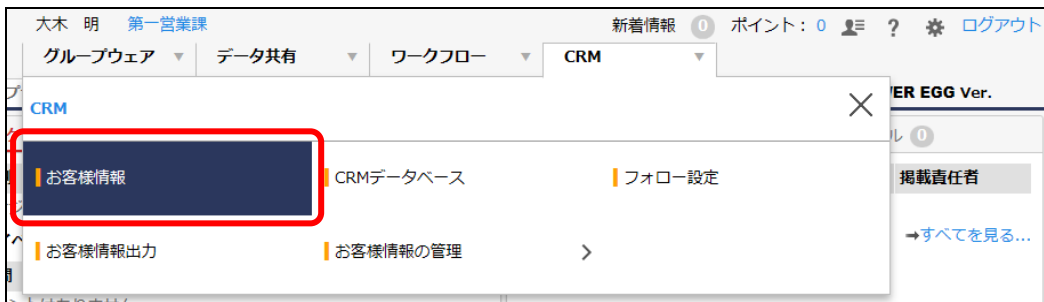 大木 明 第一営業課 新着情報 0 ポイント: 0 ? ログアウト
グループウェア データ共有 ワークフロー CRM
ER EGG Ver.
CRM
ル 0
お客様情報 CRMデータベース フォロー設定 掲載責任者
➡すべてを見る...
お客様情報出力 お客様情報の管理